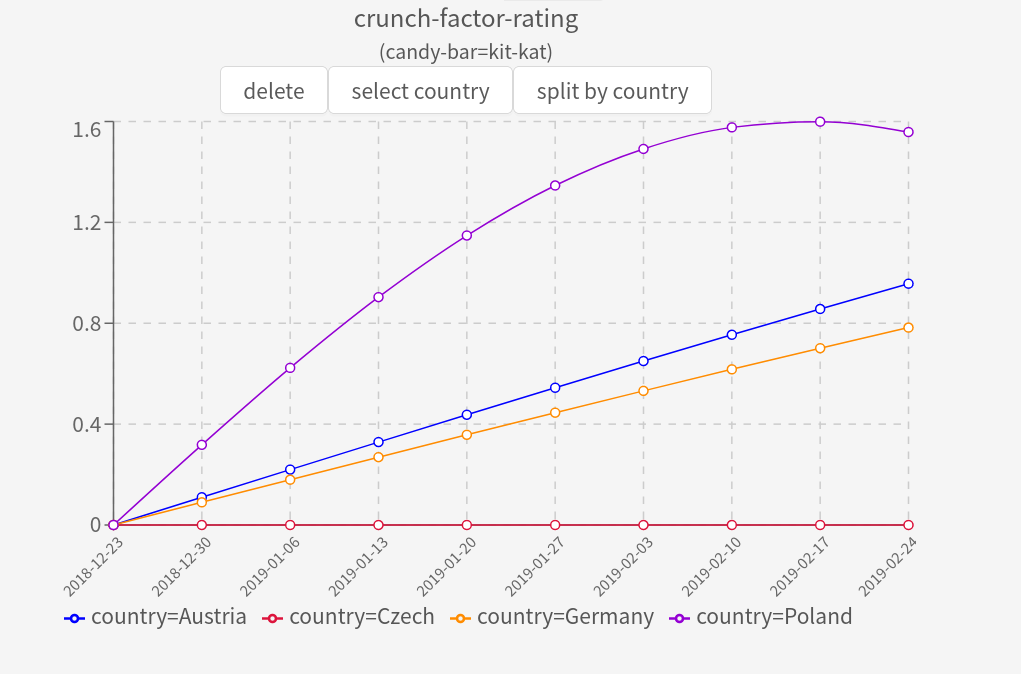 crunch-factor-rating
(candy-bar=kit-kat)
delete select country split by country
1.6
1.2
0.8
0.4
0
2018-12-23 2018-12-30 2019-01-06 2019-01-13 2019-01-20 2019-01-27 2019-02-03 2019-02-10 2019-02-17 2019-02-24
country=Austria country=Czech country=Germany country=Poland